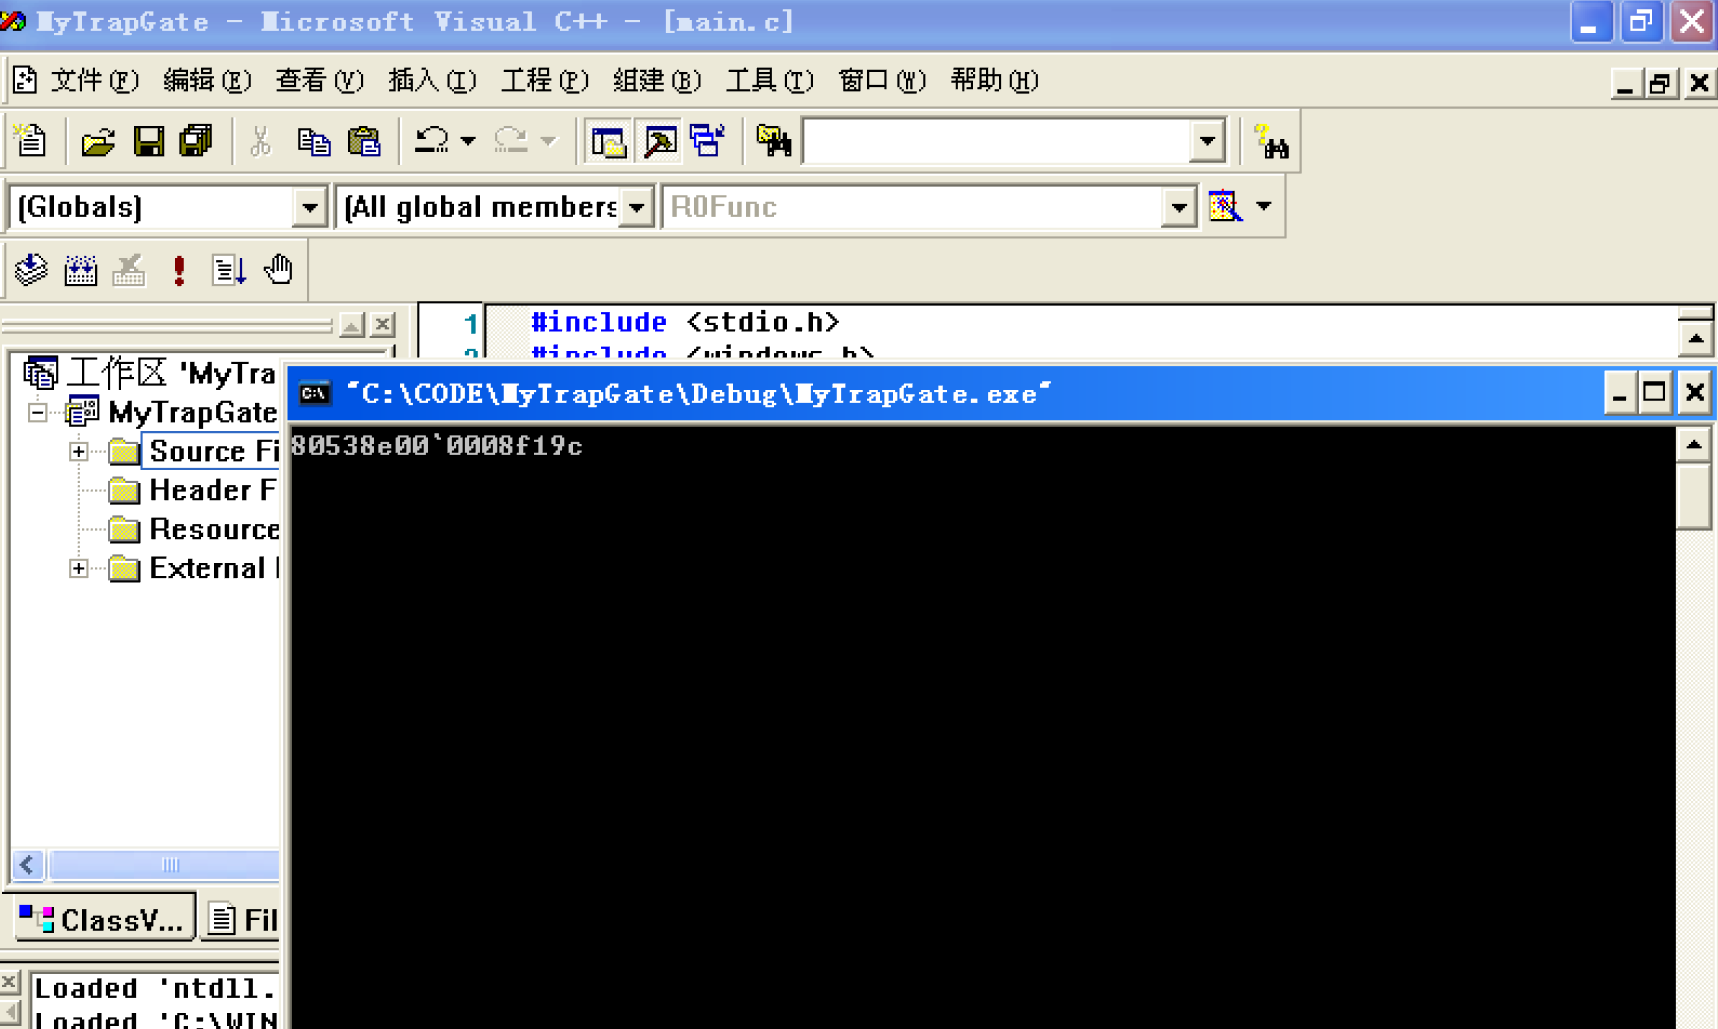 MyTrapGate - Microsoft Visual C++ - [main.c]
文件(F) 编辑(E) 查看(V) 插入(I) 工程(P) 组建(B) 工具(T) 窗口(W) 帮助(H)
(Globals) (All global members R0Func
1 #include <stdio.h>
2 #include <windows.h>
工作区 'MyTra
MyTrapGate
Source Fi
Header F
Resource
External
ClassV... Fil
Loaded 'ntdll.
Loaded 'C:\WIN
C:\ "C:\CODE\MyTrapGate\Debug\MyTrapGate.exe"
80538e00`0008f19c